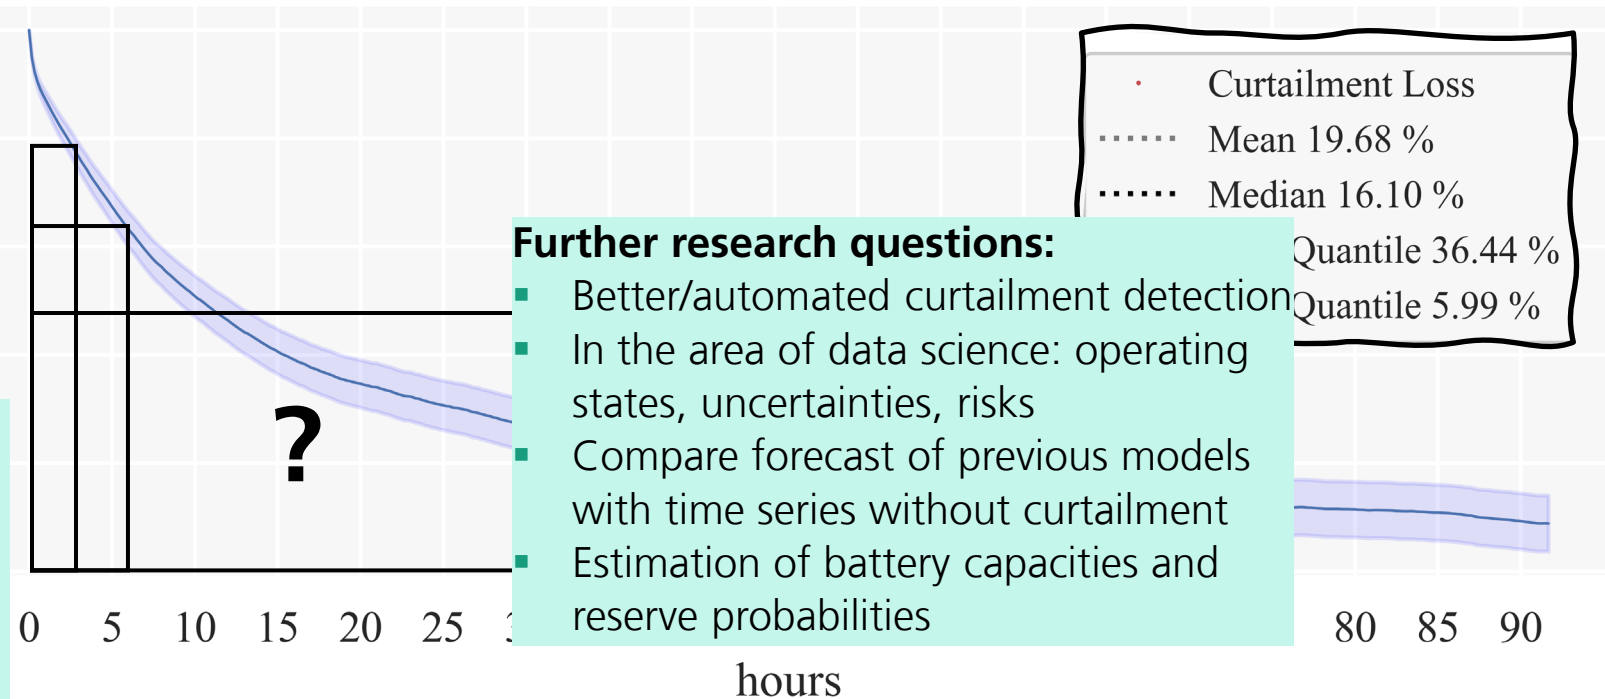 Curtailment Loss
Mean 19.68 %
Median 16.10 %
Quantile 36.44 %
Quantile 5.99 %
Further research questions:
▪ Better/automated curtailment detection
▪ In the area of data science: operating
states, uncertainties, risks
▪ Compare forecast of previous models
with time series without curtailment
▪ Estimation of battery capacities and
reserve probabilities
?
0 5 10 15 20 25 80 85 90
hours